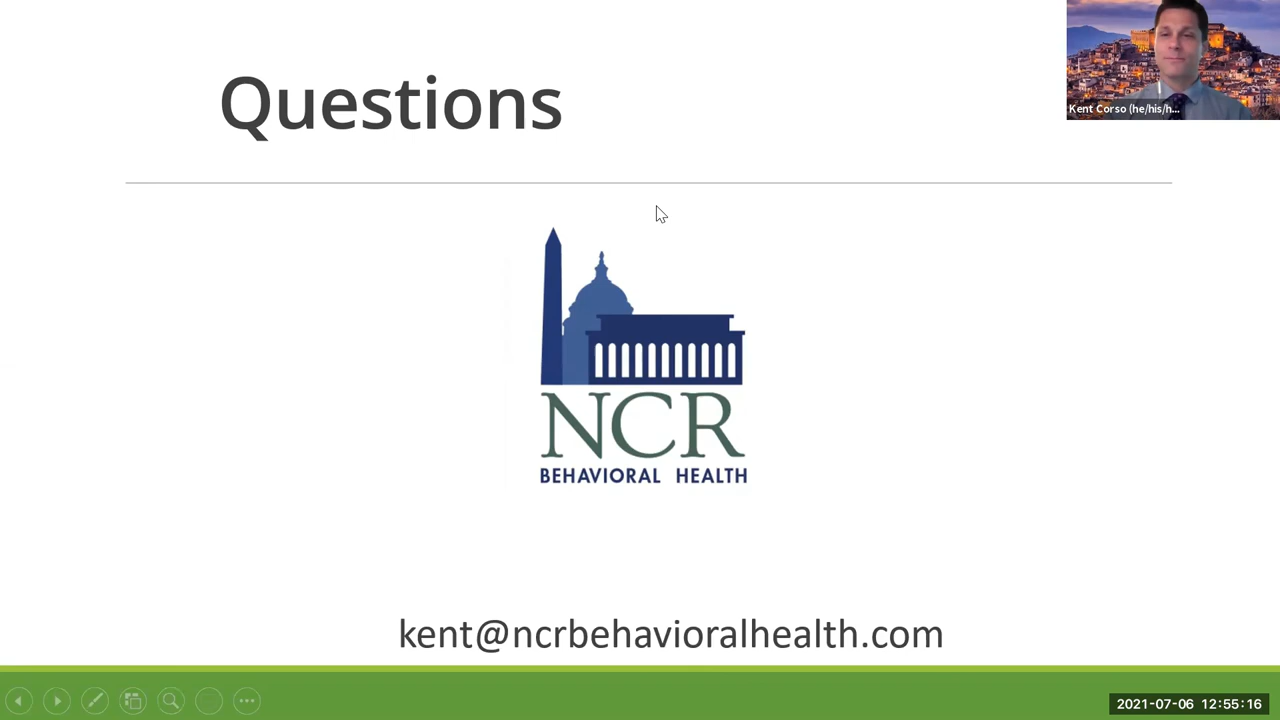 Questions
Kent Corso (he/his/h...
NCR
BEHAVIORAL HEALTH
kent@ncrbehavioralhealth.com
2021-07-06 12:55:16